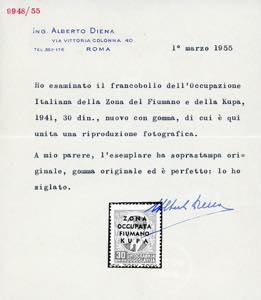 9948/55
ING. ALBERTO DIENA
VIA VITTORIA COLONNA 40
ROMA
1° marzo 1955
Ho esaminato il francobollo dell'Occupazione
Italiana della Zona del Fiumano e della Kupa,
1941, 30 din., nuovo con gomma, di cui è qui
unita una riproduzione fotografica.
A mio parere, l'esemplare ha soprastampa ori-
ginale, gomma originale ed è perfetto: lo ho
siglato.
Alberto Diena
ZONA
OCCUPATA
FIUMANO
KUPA
30